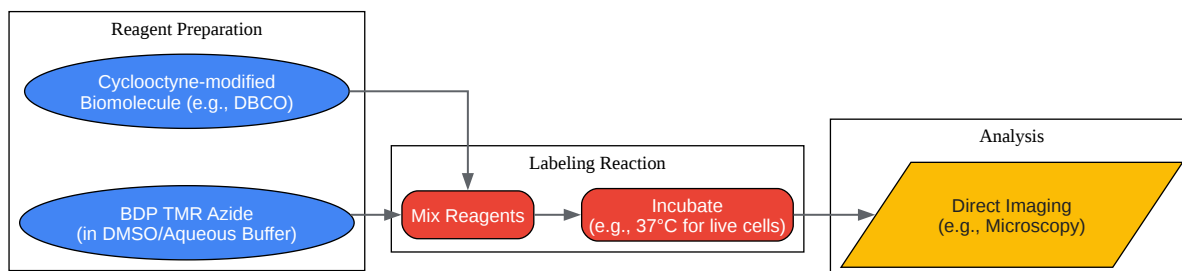 Reagent Preparation
Cyclooctyne-modified
Biomolecule (e.g., DBCO)
BDP TMR Azide
(in DMSO/Aqueous Buffer)
Labeling Reaction
Mix Reagents
Incubate
(e.g., 37°C for live cells)
Analysis
Direct Imaging
(e.g., Microscopy)